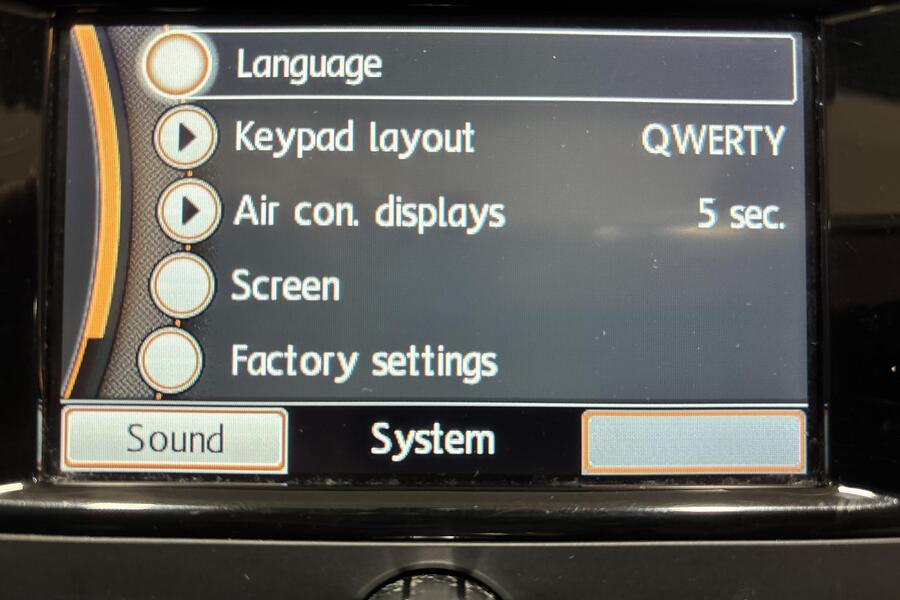 Language
Keypad layout QWERTY
Air con. displays 5 sec.
Screen
Factory settings
Sound System